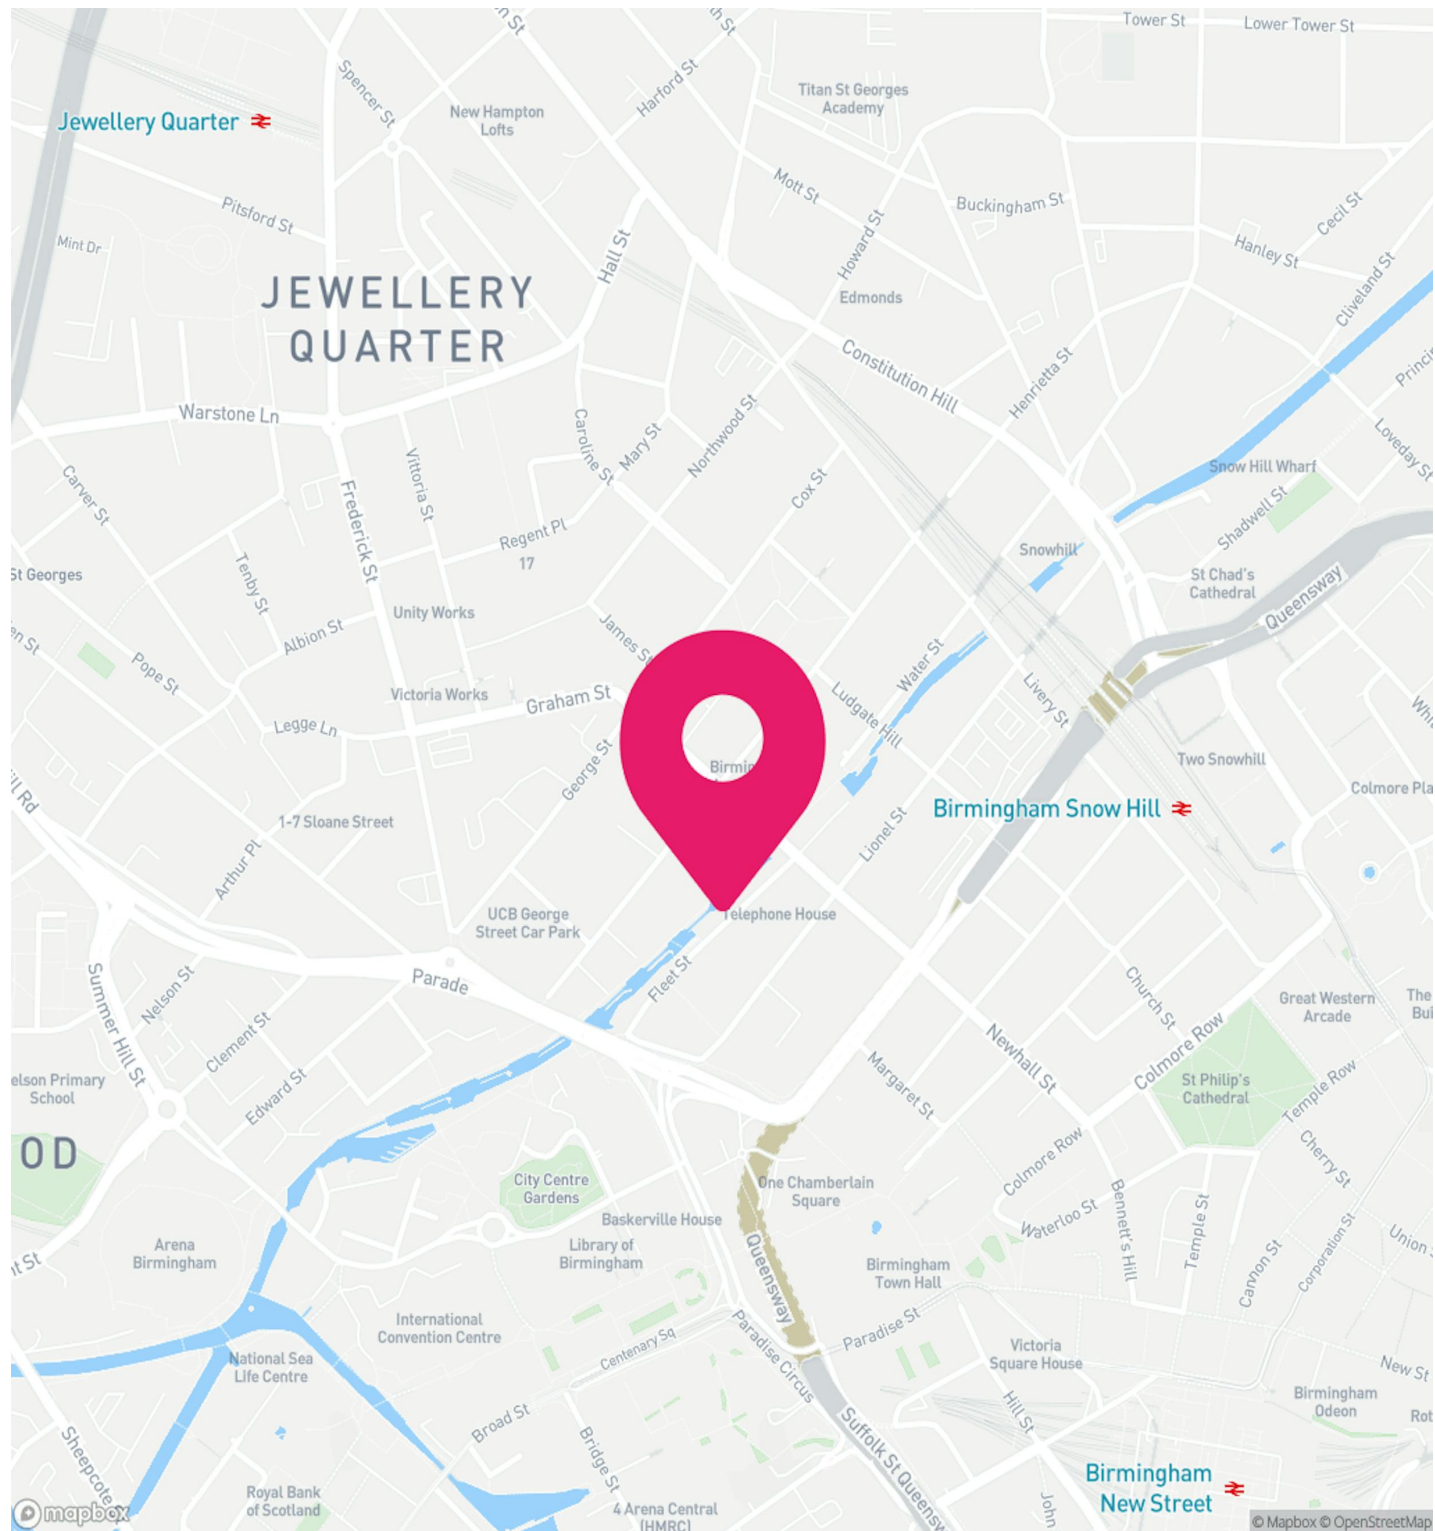 Tower St
Lower Tower St
Spencer St
New Hampton
Lofts
Harford St
Titan St Georges
Academy
Jewellery Quarter
Mott St
Buckingham St
Cecil St
Pitsford St
Howard St
Hanley St
Mint Dr
Hall St
Cliveland St
JEWELLERY
QUARTER
Edmonds
Constitution Hill
Henrietta St
Warstone Ln
Caroline St
Mary St
Northwood St
Loveday St
Carver St
Vittoria St
Cox St
Snow Hill Wharf
Frederick St
Shadwell St
Regent Pl
17
Snowhill
St Georges
Tenby St
St Chad's
Cathedral
Queensway
Unity Works
Albion St
James St
Pope St
Water St
Victoria Works
Graham St
Ludgate Hill
Livery St
Legge Ln
George St
Two Snowhill
1-7 Sloane Street
Birmingham Snow Hill
Lionel St
Arthur Pl
UCB George
Street Car Park
Telephone House
Parade
Fleet St
Summer Hill St
Nelson St
Church St
Great Western
Arcade
The
Clement St
Newhall St
Colmore Row
Edward St
Margaret St
St Philip's
Cathedral
Temple Row
Primary
School
OD
Cherry St
City Centre
Gardens
One Chamberlain
Square
Colmore Row
Bennett's Hill
Temple St
Waterloo St
Baskerville House
Library of
Birmingham
Arena
Birmingham
Queensway
Birmingham
Town Hall
Carvon St
Corporation St
Union
International
Convention Centre
Centenary Sq
Paradise Circus
Paradise St
Victoria
Square House
New St
National Sea
Life Centre
Birmingham
Odeon
Broad St
Bridge St
Hill St
Suffolk St Queensw
Sheepcote
Birmingham
New Street
Royal Bank
of Scotland
4 Arena Central
(HMRC)
John
mapbox
© Mapbox © OpenStreetMap